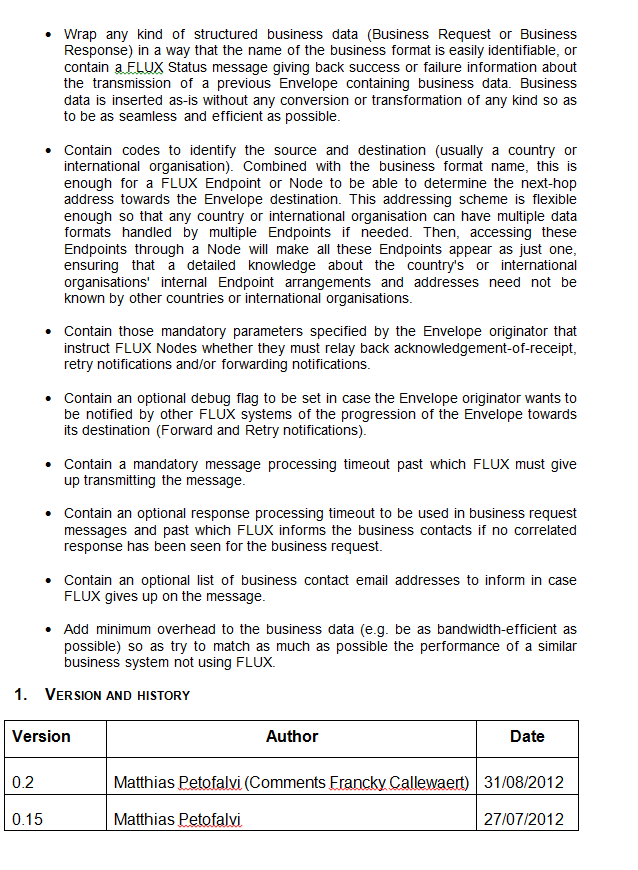 • Wrap any kind of structured business data (Business Request or Business
Response) in a way that the name of the business format is easily identifiable, or
contain a FLUX Status message giving back success or failure information about
the transmission of a previous Envelope containing business data. Business
data is inserted as-is without any conversion or transformation of any kind so as
to be as seamless and efficient as possible.
• Contain codes to identify the source and destination (usually a country or
international organisation). Combined with the business format name, this is
enough for a FLUX Endpoint or Node to be able to determine the next-hop
address towards the Envelope destination. This addressing scheme is flexible
enough so that any country or international organisation can have multiple data
formats handled by multiple Endpoints if needed. Then, accessing these
Endpoints through a Node will make all these Endpoints appear as just one,
ensuring that a detailed knowledge about the country's or international
organisations' internal Endpoint arrangements and addresses need not be
known by other countries or international organisations.
• Contain those mandatory parameters specified by the Envelope originator that
instruct FLUX Nodes whether they must relay back acknowledgement-of-receipt,
retry notifications and/or forwarding notifications.
• Contain an optional debug flag to be set in case the Envelope originator wants to
be notified by other FLUX systems of the progression of the Envelope towards
its destination (Forward and Retry notifications).
• Contain a mandatory message processing timeout past which FLUX must give
up transmitting the message.
• Contain an optional response processing timeout to be used in business request
messages and past which FLUX informs the business contacts if no correlated
response has been seen for the business request.
• Contain an optional list of business contact email addresses to inform in case
FLUX gives up on the message.
• Add minimum overhead to the business data (e.g. be as bandwidth-efficient as
possible) so as try to match as much as possible the performance of a similar
business system not using FLUX.
1. VERSION AND HISTORY
Version Author Date
0.2 Matthias Petofalvi (Comments Francky Callewaert) 31/08/2012
0.15 Matthias Petofalvi 27/07/2012